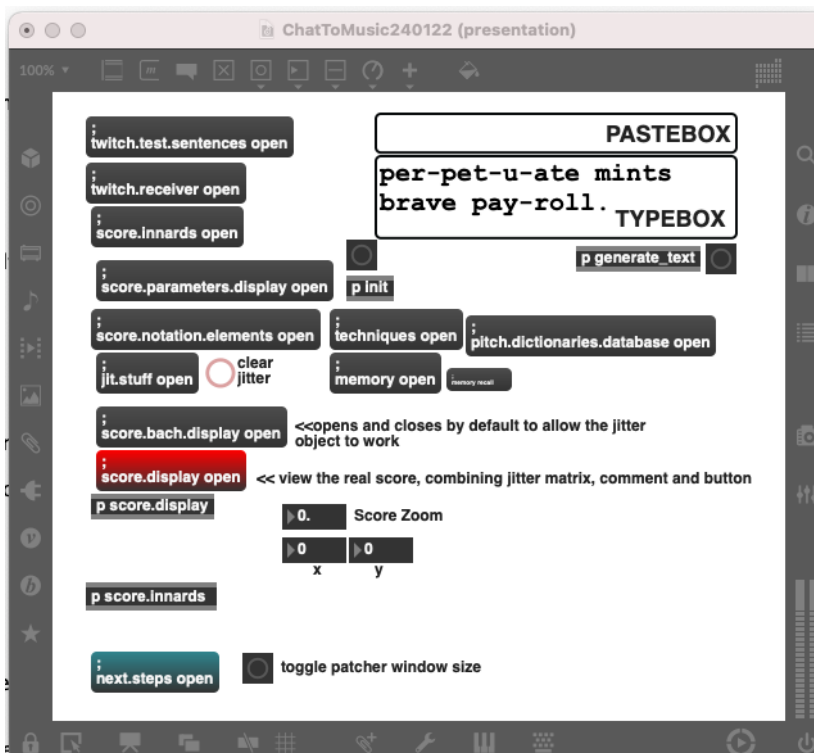 ChatToMusic240122 (presentation)
100%
;
twitch.test.sentences open
PASTEBOX
per-pet-u-ate mints
brave pay-roll.
TYPEBOX
;
twitch.receiver open
;
score.innards open
p generate_text
;
score.parameters.display open
p init
;
score.notation.elements open
;
techniques open
;
pitch.dictionaries.database open
;
jit.stuff open
clear
jitter
;
memory open
;
memory recall
;
score.bach.display open
<<opens and closes by default to allow the jitter
object to work
;
score.display open
<< view the real score, combining jitter matrix, comment and button
p score.display
0.
Score Zoom
0
0
x
y
p score.innards
;
next.steps open
toggle patcher window size